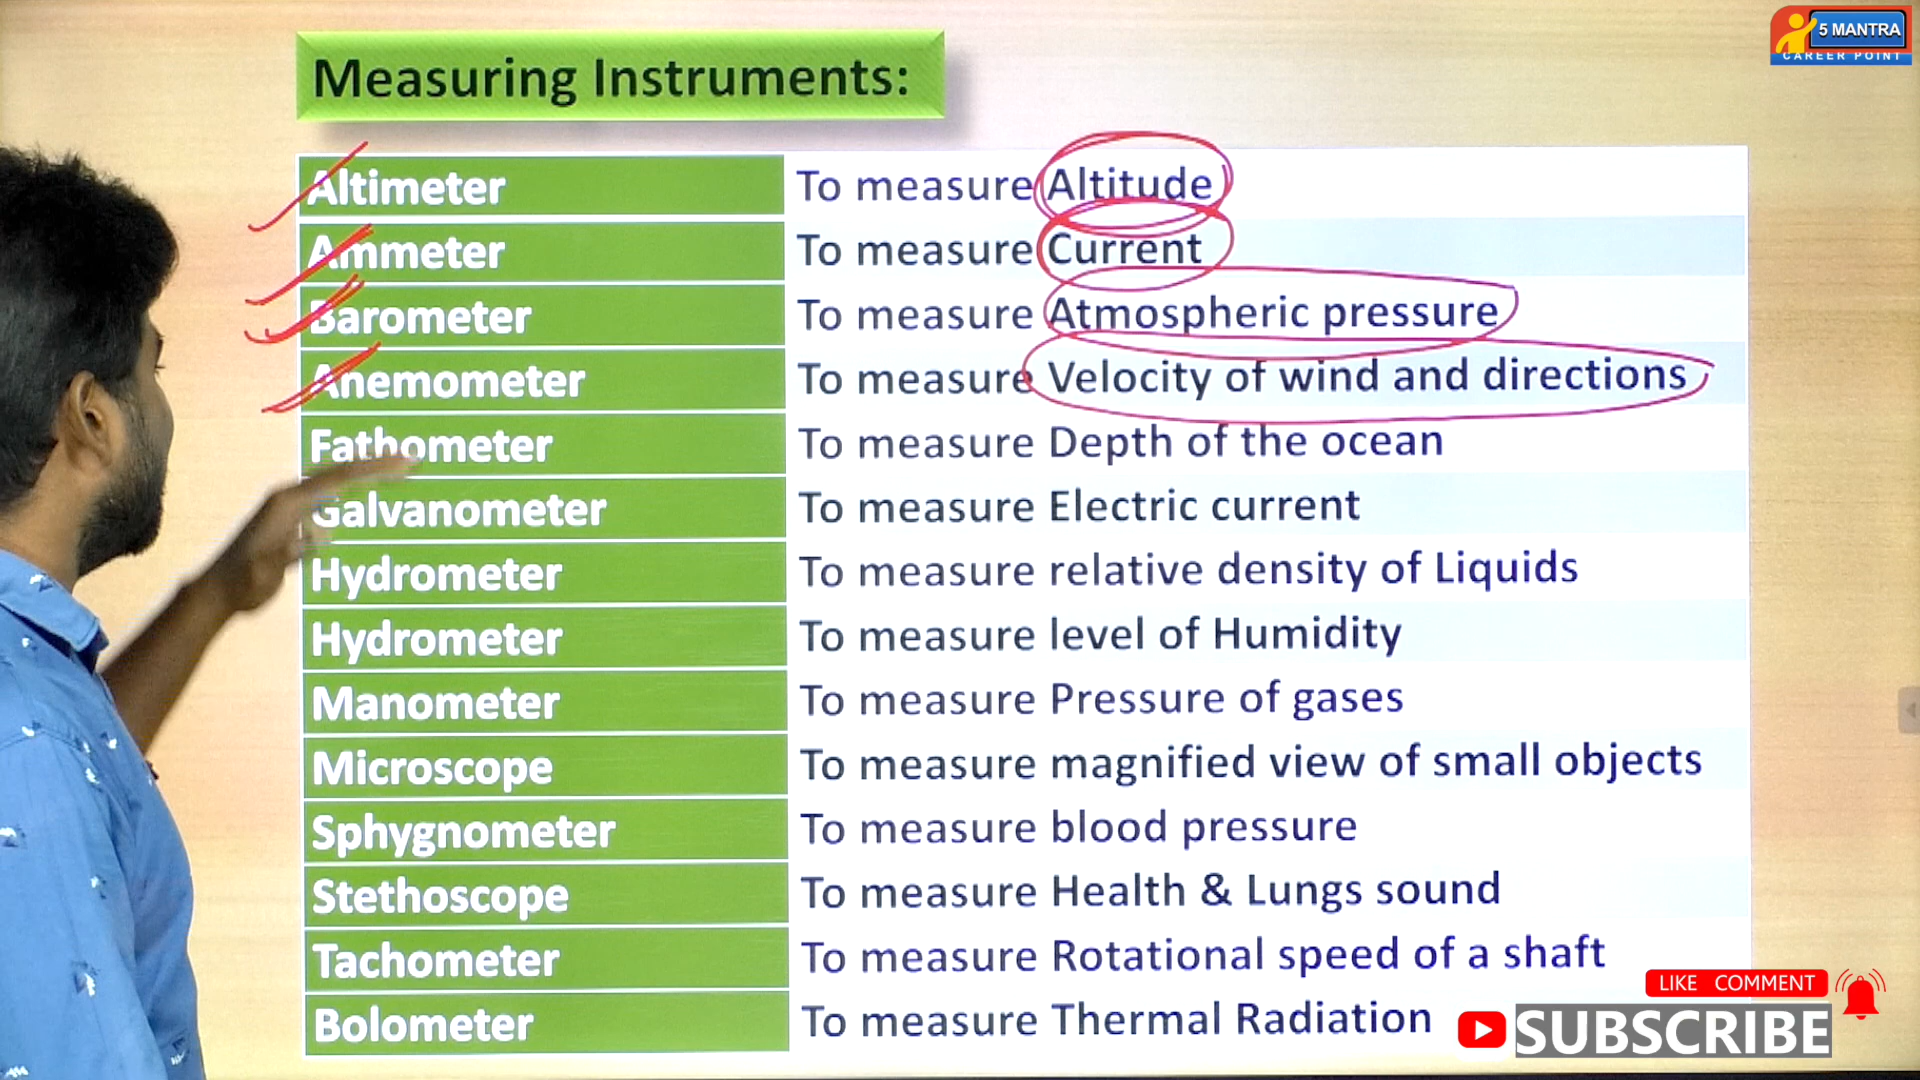 5 MANTRA
CAREER POINT
Measuring Instruments:
Altimeter To measure Altitude
Ammeter To measure Current
Barometer To measure Atmospheric pressure
Anemometer To measure Velocity of wind and directions
Fathometer To measure Depth of the ocean
Galvanometer To measure Electric current
Hydrometer To measure relative density of Liquids
Hydrometer To measure level of Humidity
Manometer To measure Pressure of gases
Microscope To measure magnified view of small objects
Sphygnometer To measure blood pressure
Stethoscope To measure Health & Lungs sound
Tachometer To measure Rotational speed of a shaft
Bolometer To measure Thermal Radiation
LIKE COMMENT
SUBSCRIBE